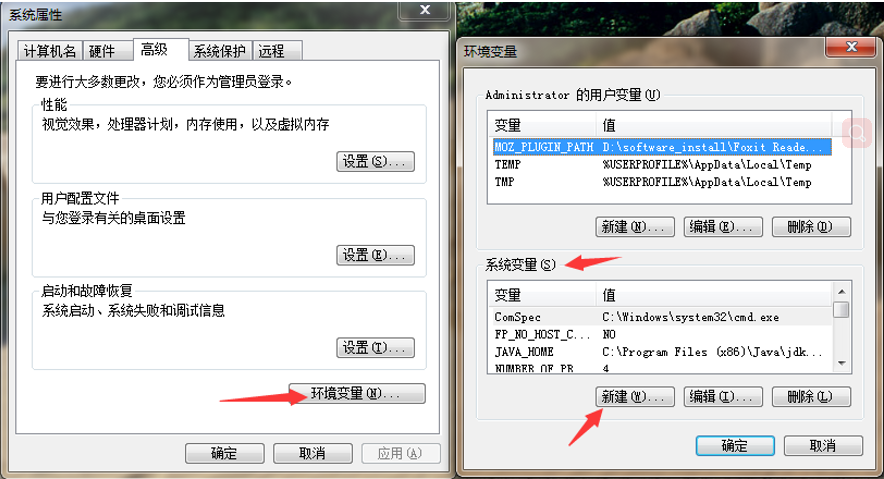 系统属性
计算机名
硬件
高级
系统保护
远程
要进行大多数更改，您必须作为管理员登录。
性能
视觉效果，处理器计划，内存使用，以及虚拟内存
设置(S)...
用户配置文件
与您登录有关的桌面设置
设置(E)...
启动和故障恢复
系统启动、系统失败和调试信息
设置(T)...
环境变量(N)...
确定
取消
应用(A)
环境变量
Administrator 的用户变量(U)
变量 值
MOZ_PLUGIN_PATH D:\software_install\Foxit Reade...
TEMP %USERPROFILE%\AppData\Local\Temp
TMP %USERPROFILE%\AppData\Local\Temp
新建(N)...
编辑(E)...
删除(D)
系统变量(S)
变量 值
ComSpec C:\Windows\system32\cmd.exe
FP_NO_HOST_C... NO
JAVA_HOME C:\Program Files (x86)\Java\jdk...
NUMBER_OF_PR 4
新建(W)...
编辑(I)...
删除(L)
确定
取消